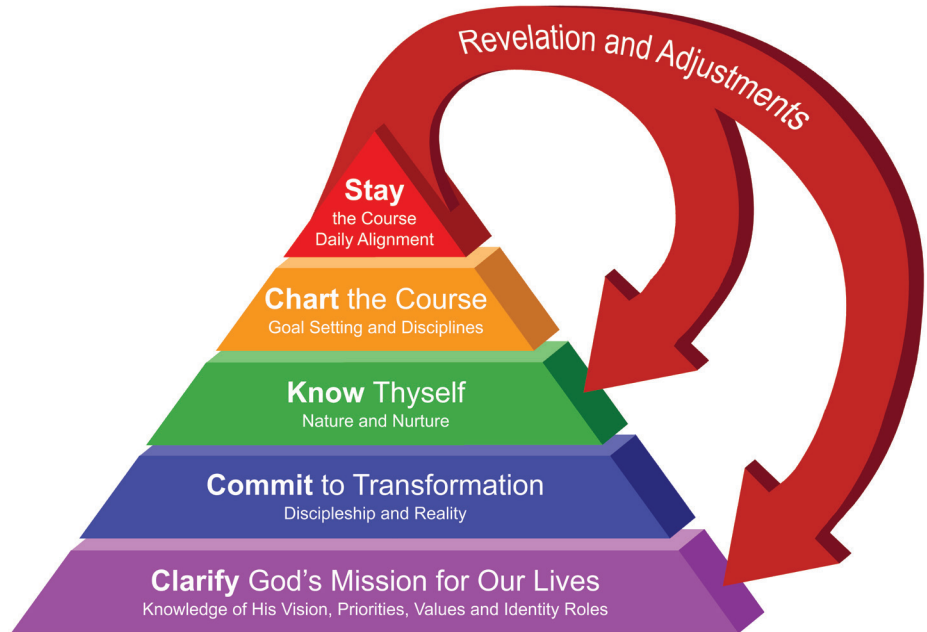 Revelation and Adjustments
Stay
the Course
Daily Alignment
Chart the Course
Goal Setting and Disciplines
Know Thyself
Nature and Nurture
Commit to Transformation
Discipleship and Reality
Clarify God's Mission for Our Lives
Knowledge of His Vision, Priorities, Values and Identity Roles